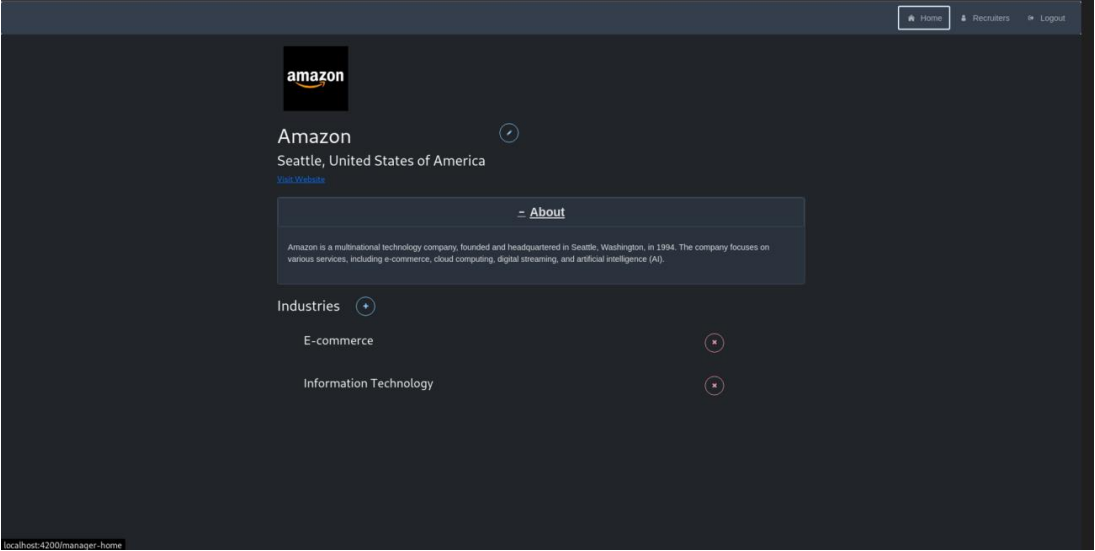 Home Recruiters Logout
amazon
Amazon
Seattle, United States of America
Visit Website
– About
Amazon is a multinational technology company, founded and headquartered in Seattle, Washington, in 1994. The company focuses on
various services, including e-commerce, cloud computing, digital streaming, and artificial intelligence (AI).
Industries +
E-commerce
Information Technology
localhost:4200/manager-home